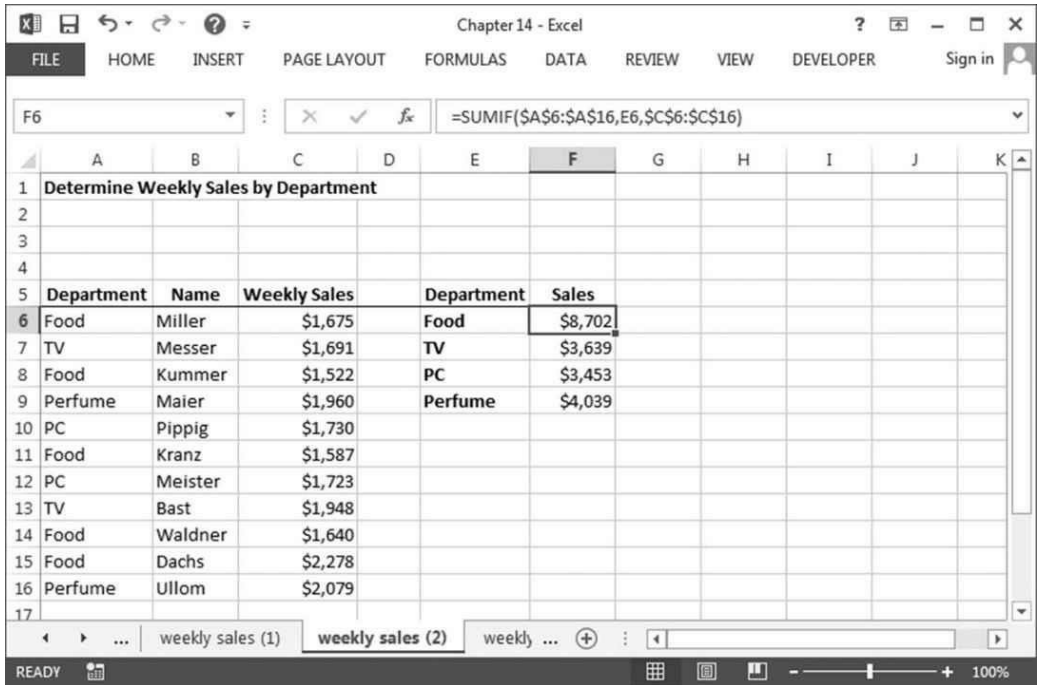 Chapter 14 - Excel
?
FILE HOME INSERT PAGE LAYOUT FORMULAS DATA REVIEW VIEW DEVELOPER Sign in
F6 fx =SUMIF($A$6:$A$16,E6,$C$6:$C$16)
A B C D E F G H I J K
1 Determine Weekly Sales by Department
2
3
4
5 Department Name Weekly Sales Department Sales
6 Food Miller $1,675 Food $8,702
7 TV Messer $1,691 TV $3,639
8 Food Kummer $1,522 PC $3,453
9 Perfume Maier $1,960 Perfume $4,039
10 PC Pippig $1,730
11 Food Kranz $1,587
12 PC Meister $1,723
13 TV Bast $1,948
14 Food Waldner $1,640
15 Food Dachs $2,278
16 Perfume Ullom $2,079
17
... weekly sales (1) weekly sales (2) weekly ...
READY 100%